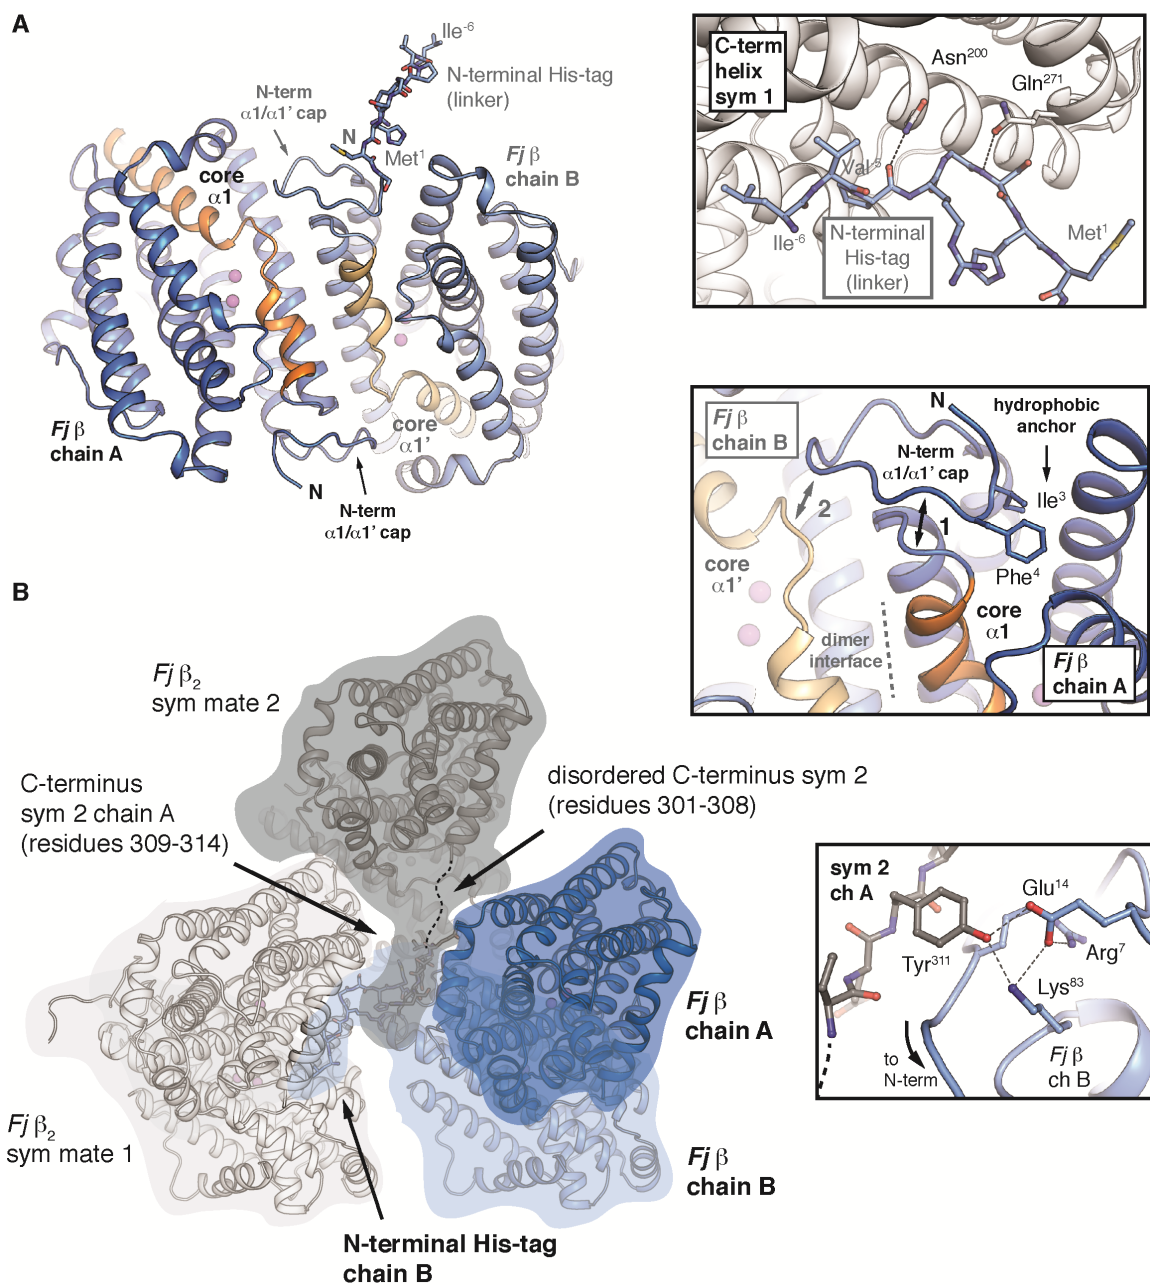 A
Ile⁻⁶
N-terminal His-tag
(linker)
N-term
α1/α1’ cap
N
Met¹
Fj β
chain B
core
α1
Fj β
chain A
core
α1’
N
N-term
α1/α1’ cap
C-term
helix
sym 1
Asn²⁰⁰
Gln²⁷¹
Val⁻⁵
Ile⁻⁶
N-terminal
His-tag
(linker)
Met¹
Fj β
chain B
N
hydrophobic
anchor
N-term
α1/α1’ cap
Ile³
2
1
core
α1’
Phe⁴
core
α1
dimer
interface
Fj β
chain A
B
Fj β₂
sym mate 2
C-terminus
sym 2 chain A
(residues 309-314)
disordered C-terminus sym 2
(residues 301-308)
Fj β
chain A
Fj β₂
sym mate 1
Fj β
chain B
N-terminal His-tag
chain B
sym 2
ch A
Glu¹⁴
Tyr³¹¹
Arg⁷
Lys⁸³
to
N-term
Fj β
ch B